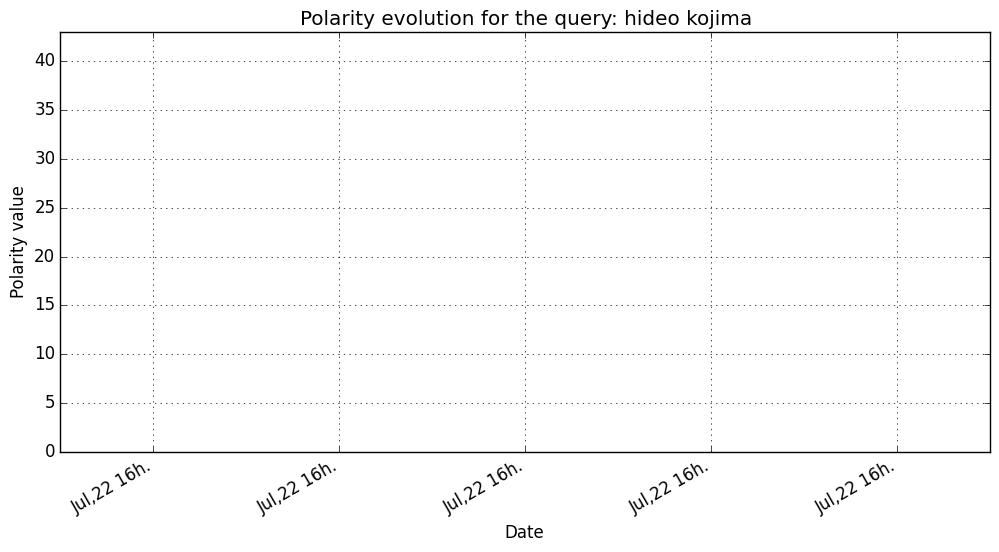 Polarity evolution for the query: hideo kojima
Polarity value
40
35
30
25
20
15
10
5
0
Jul,22 16h.
Jul,22 16h.
Jul,22 16h.
Jul,22 16h.
Jul,22 16h.
Date